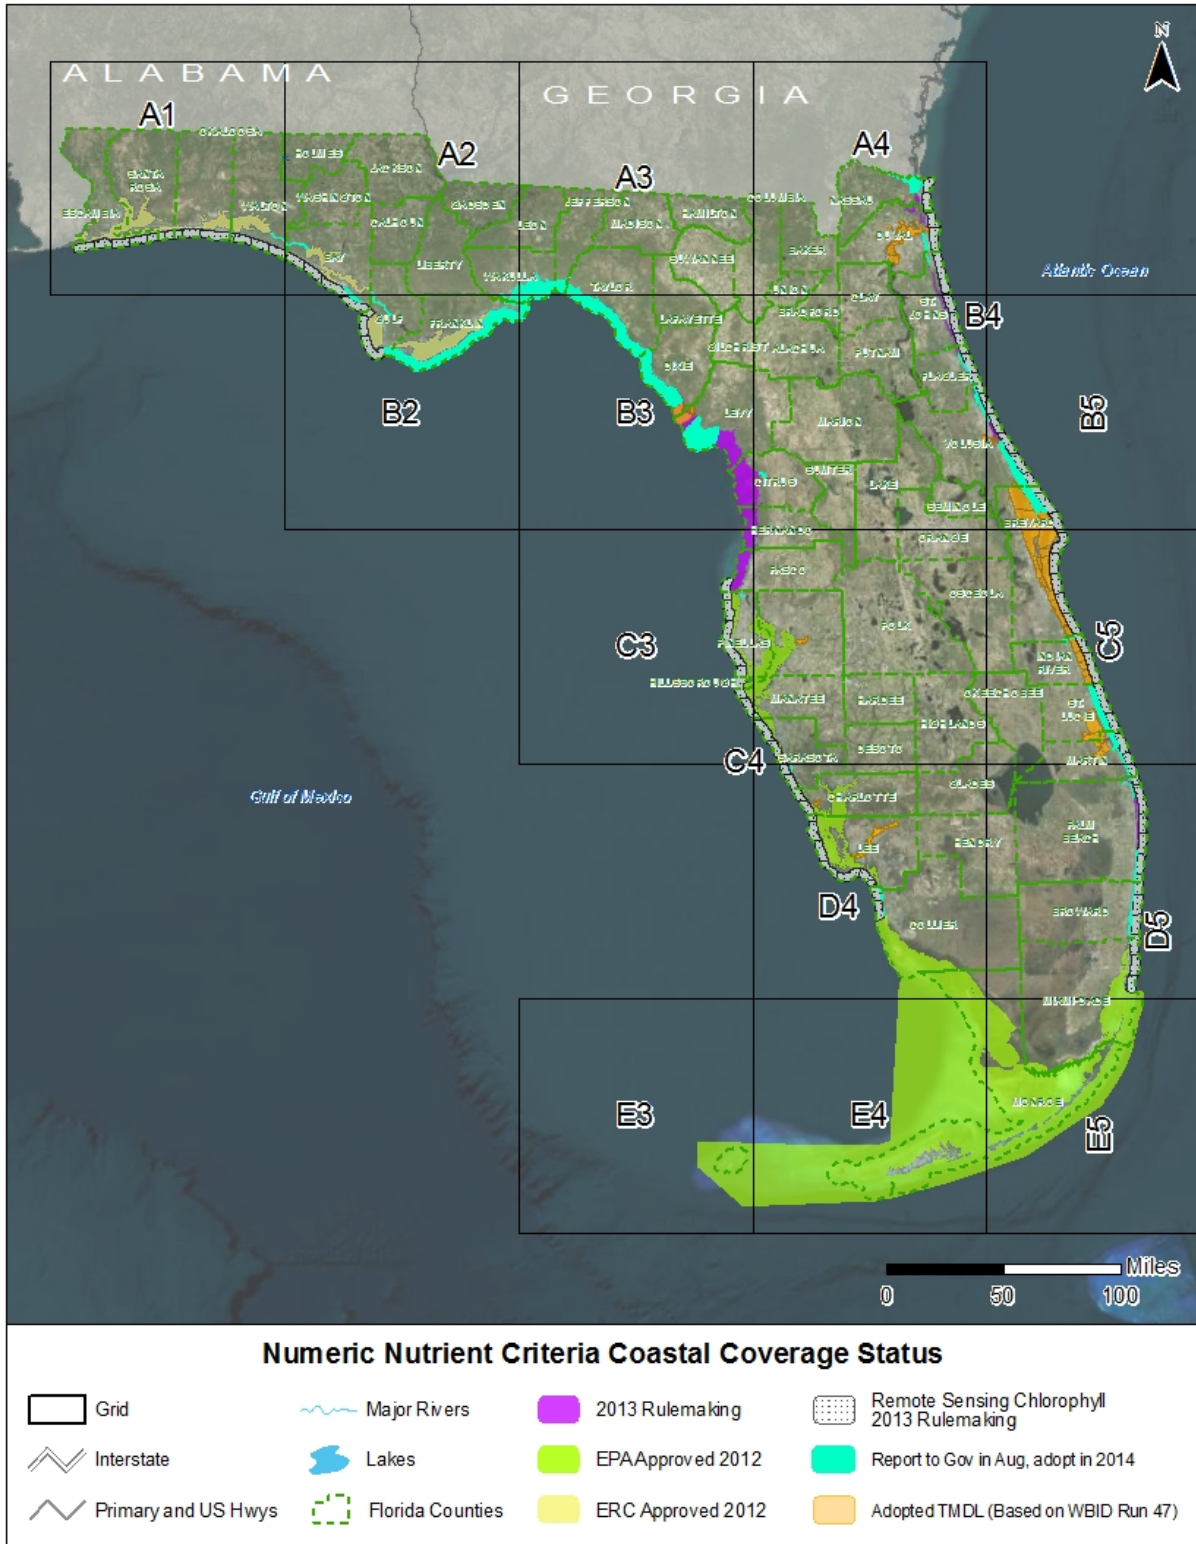 N
ALABAMA
GEORGIA
A1
A2
A3
A4
OKALOOSA
HOLMES
JACKSON
SANTA
ROSA
ESCAMBIA
WALTON
WASHINGTON
CALHOUN
GADSDEN
LEON
JEFFERSON
MADISON
HAMILTON
COLUMBIA
NASSAU
DUVAL
BAKER
BAY
LIBERTY
WAKULLA
TAYLOR
SUWANNEE
UNION
CLAY
ST.
JOHNS
Atlantic Ocean
GULF
FRANKLIN
LAFAYETTE
BRADFORD
GILCHRIST
ALACHUA
PUTNAM
DIXIE
FLAGLER
B2
B3
B4
B5
LEVY
MARION
VOLUSIA
CITRUS
SUMTER
LAKE
SEMINOLE
BREVARD
HERNANDO
ORANGE
PASCO
OSCEOLA
C3
PINELLAS
POLK
C5
INDIAN
RIVER
HILLSBOROUGH
MANATEE
HARDEE
OKEECHOBEE
HIGHLANDS
ST.
LUCIE
C4
SARASOTA
DESOTO
MARTIN
Gulf of Mexico
CHARLOTTE
GLADES
PALM
BEACH
LEE
HENDRY
D4
COLLIER
BROWARD
D5
MIAMI-DADE
E3
E4
MONROE
E5
Miles
0 50 100
Numeric Nutrient Criteria Coastal Coverage Status
Grid
Major Rivers
2013 Rulemaking
Remote Sensing Chlorophyll
2013 Rulemaking
Interstate
Lakes
EPA Approved 2012
Report to Gov in Aug, adopt in 2014
Primary and US Hwys
Florida Counties
ERC Approved 2012
Adopted TMDL (Based on WBID Run 47)